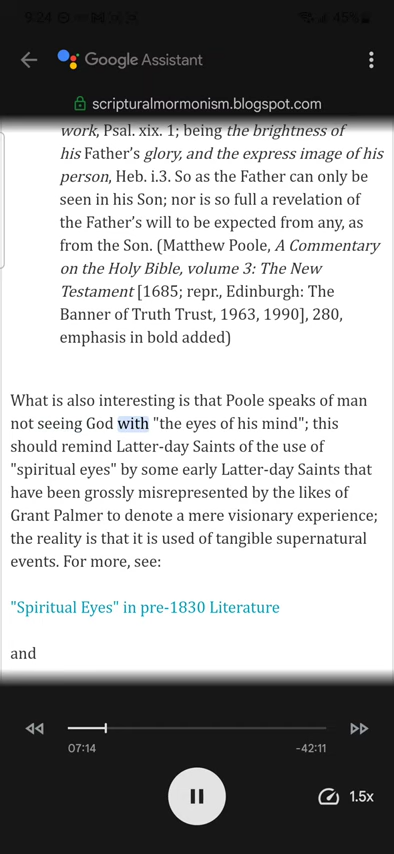 9:24
45%
Google Assistant
scripturalmormonism.blogspot.com
work, Psal. xix. 1; being the brightness of
his Father’s glory, and the express image of his
person, Heb. i.3. So as the Father can only be
seen in his Son; nor is so full a revelation of
the Father’s will to be expected from any, as
from the Son. (Matthew Poole, A Commentary
on the Holy Bible, volume 3: The New
Testament [1685; repr., Edinburgh: The
Banner of Truth Trust, 1963, 1990], 280,
emphasis in bold added)
What is also interesting is that Poole speaks of man
not seeing God with "the eyes of his mind"; this
should remind Latter-day Saints of the use of
"spiritual eyes" by some early Latter-day Saints that
have been grossly misrepresented by the likes of
Grant Palmer to denote a mere visionary experience;
the reality is that it is used of tangible supernatural
events. For more, see:
"Spiritual Eyes" in pre-1830 Literature
and
07:14
-42:11
1.5x